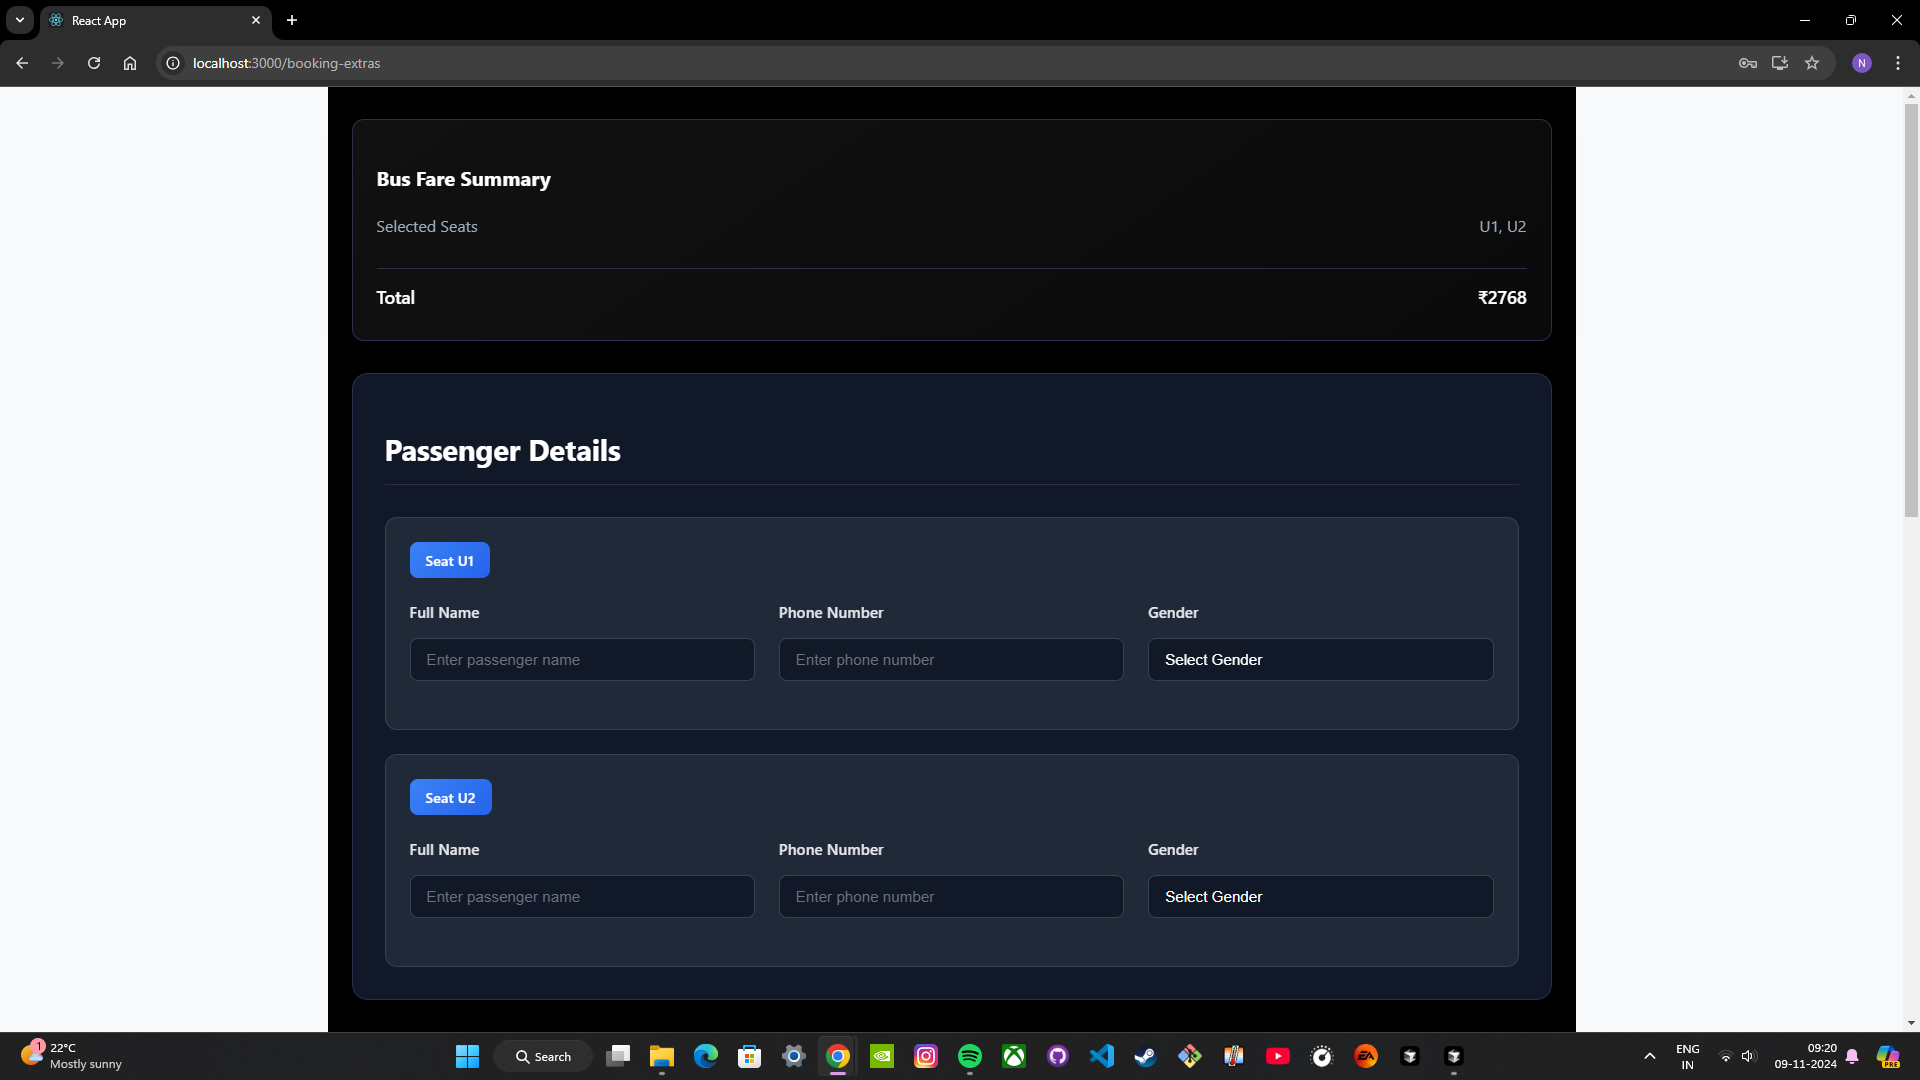 React App
localhost:3000/booking-extras
N
Bus Fare Summary
Selected Seats U1, U2
Total ₹2768
Passenger Details
Seat U1
Full Name Phone Number Gender
Enter passenger name Enter phone number Select Gender
Seat U2
Full Name Phone Number Gender
Enter passenger name Enter phone number Select Gender
1 22°C
Mostly sunny
Search
EA
ENG
IN
09:20
09-11-2024
PRE